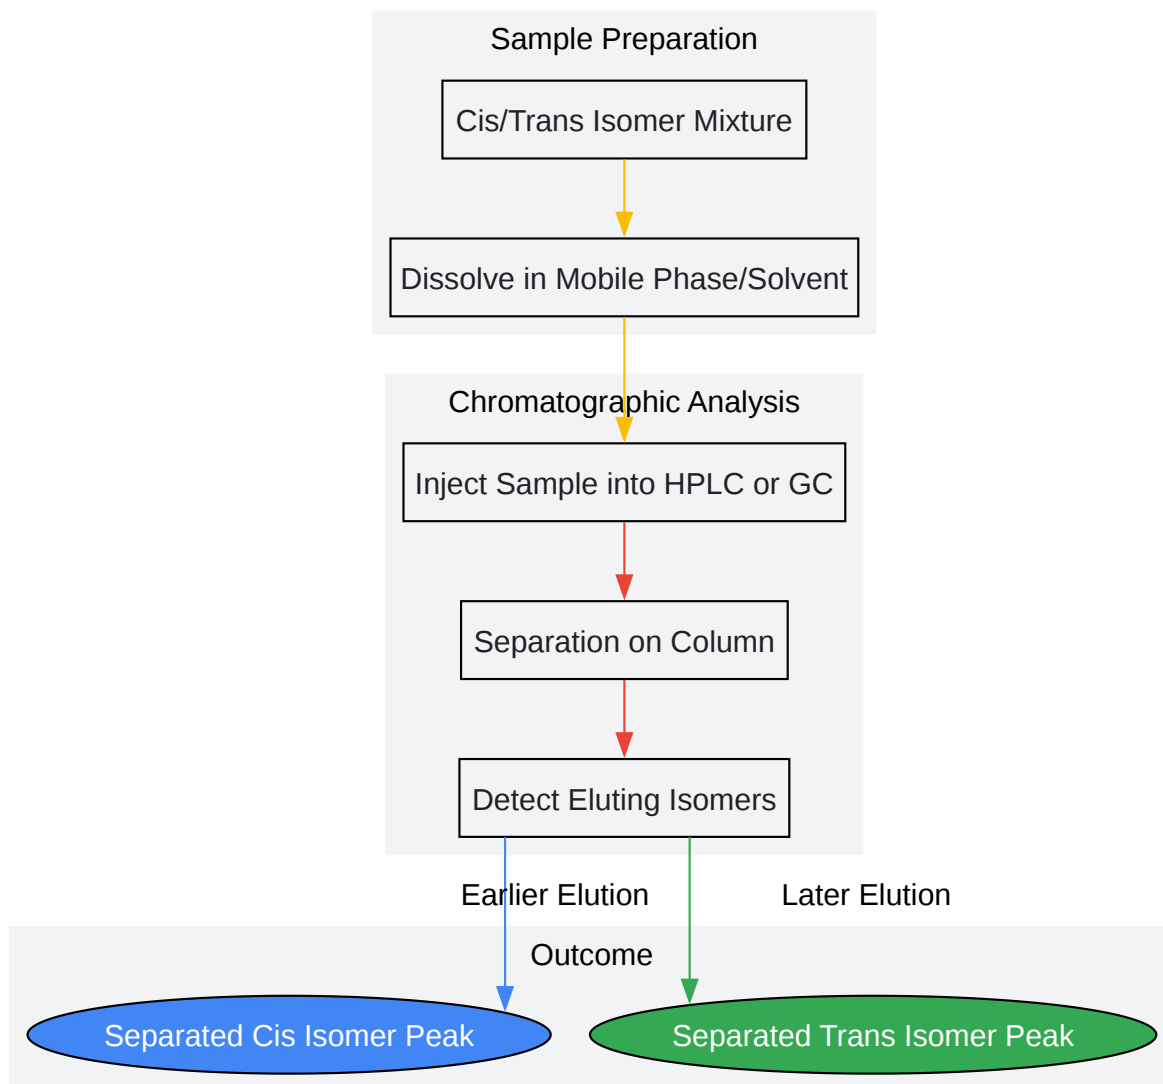 Sample Preparation
Cis/Trans Isomer Mixture
Dissolve in Mobile Phase/Solvent
Chromatographic Analysis
Inject Sample into HPLC or GC
Separation on Column
Detect Eluting Isomers
Earlier Elution
Later Elution
Outcome
Separated Cis Isomer Peak
Separated Trans Isomer Peak